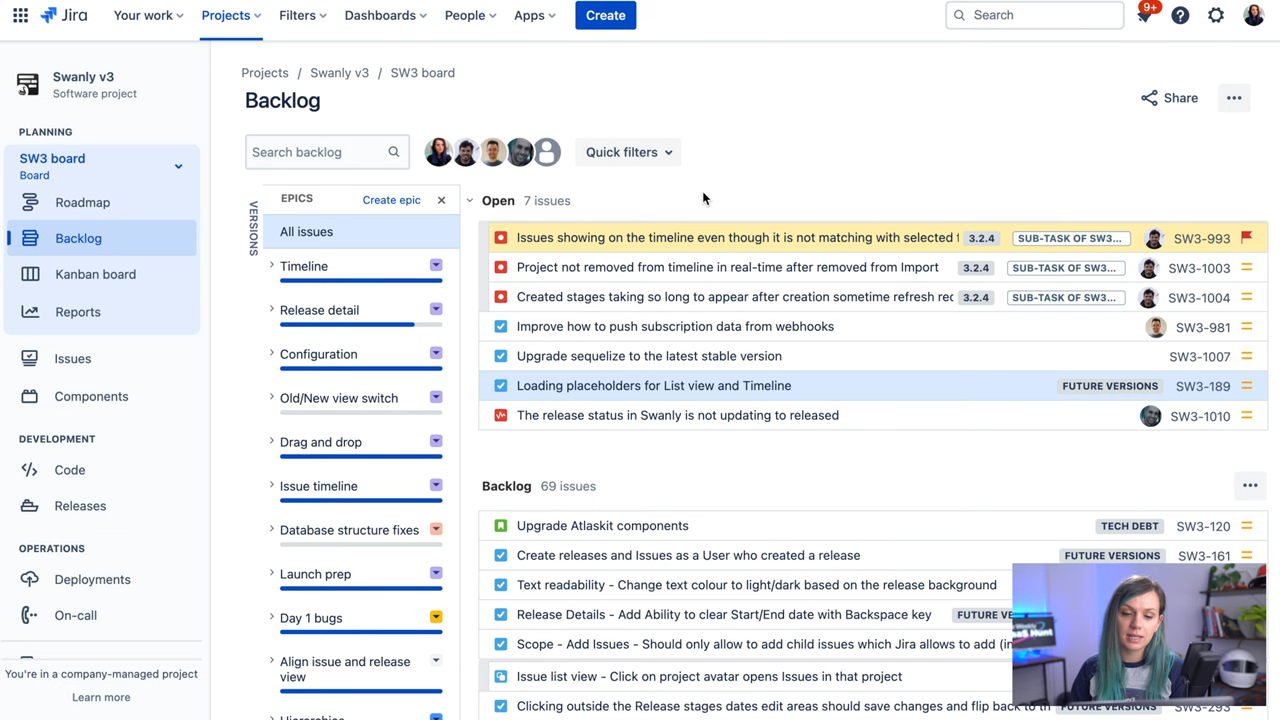 Jira
Your work
Projects
Filters
Dashboards
People
Apps
Create
Search
9+
Swanly v3
Software project
PLANNING
SW3 board
Board
Roadmap
Backlog
Kanban board
Reports
Issues
Components
DEVELOPMENT
Code
Releases
OPERATIONS
Deployments
On-call
You're in a company-managed project
Learn more
Projects / Swanly v3 / SW3 board
Backlog
Share
Search backlog
Quick filters
VERSIONS
EPICS
Create epic
All issues
Timeline
Release detail
Configuration
Old/New view switch
Drag and drop
Issue timeline
Database structure fixes
Launch prep
Day 1 bugs
Align issue and release
view
Open 7 issues
Issues showing on the timeline even though it is not matching with selected 3.2.4 SUB-TASK OF SW3... SW3-993
Project not removed from timeline in real-time after removed from Import 3.2.4 SUB-TASK OF SW3... SW3-1003
Created stages taking so long to appear after creation sometime refresh rec 3.2.4 SUB-TASK OF SW3... SW3-1004
Improve how to push subscription data from webhooks SW3-981
Upgrade sequelize to the latest stable version SW3-1007
Loading placeholders for List view and Timeline FUTURE VERSIONS SW3-189
The release status in Swanly is not updating to released SW3-1010
Backlog 69 issues
Upgrade Atlaskit components TECH DEBT SW3-120
Create releases and Issues as a User who created a release FUTURE VERSIONS SW3-161
Text readability - Change text colour to light/dark based on the release background
Release Details - Add Ability to clear Start/End date with Backspace key FUTURE VE
Scope - Add Issues - Should only allow to add child issues which Jira allows to add (in
Issue list view - Click on project avatar opens Issues in that project
Clicking outside the Release stages dates edit areas should save changes and flip back to th